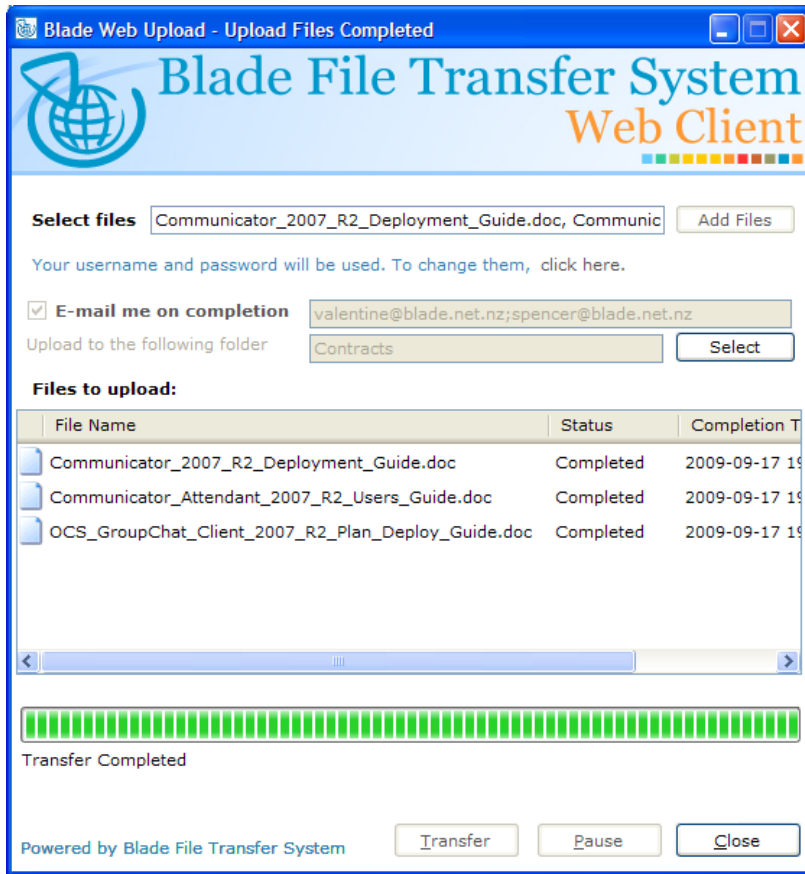 Blade Web Upload - Upload Files Completed
Blade File Transfer System
Web Client
Select files Communicator_2007_R2_Deployment_Guide.doc, Communic Add Files
Your username and password will be used. To change them, click here.
E-mail me on completion valentine@blade.net.nz;spencer@blade.net.nz
Upload to the following folder Contracts Select
Files to upload:
File Name Status Completion T
Communicator_2007_R2_Deployment_Guide.doc Completed 2009-09-17 19
Communicator_Attendant_2007_R2_Users_Guide.doc Completed 2009-09-17 19
OCS_GroupChat_Client_2007_R2_Plan_Deploy_Guide.doc Completed 2009-09-17 19
Transfer Completed
Powered by Blade File Transfer System Transfer Pause Close